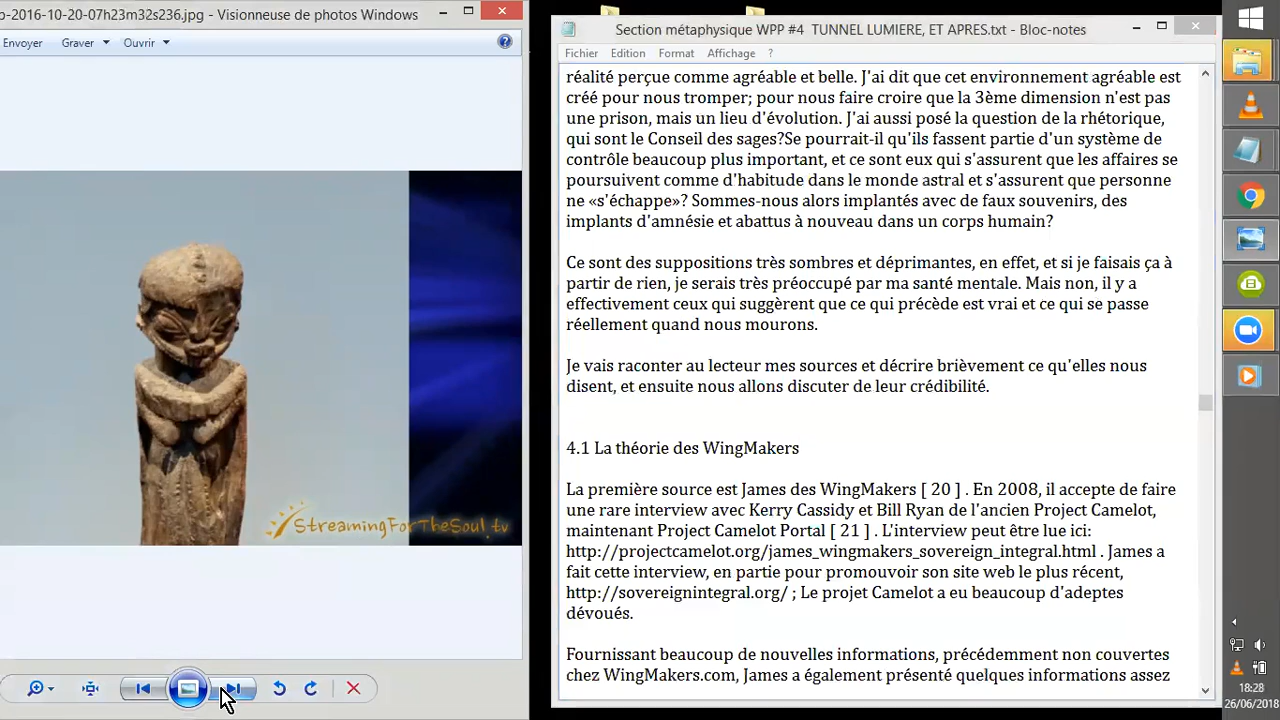 o-2016-10-20-07h23m32s236.jpg - Visionneuse de photos Windows
Envoyer Graver Ouvrir
StreamingForTheSoul.tv
Section métaphysique WPP #4 TUNNEL LUMIERE, ET APRES.txt - Bloc-notes
Fichier Edition Format Affichage ?
réalité perçue comme agréable et belle. J'ai dit que cet environnement agréable est
créé pour nous tromper; pour nous faire croire que la 3ème dimension n'est pas
une prison, mais un lieu d'évolution. J'ai aussi posé la question de la rhétorique,
qui sont le Conseil des sages?Se pourrait-il qu'ils fassent partie d'un système de
contrôle beaucoup plus important, et ce sont eux qui s'assurent que les affaires se
poursuivent comme d'habitude dans le monde astral et s'assurent que personne
ne «s'échappe»? Sommes-nous alors implantés avec de faux souvenirs, des
implants d'amnésie et abattus à nouveau dans un corps humain?
Ce sont des suppositions très sombres et déprimantes, en effet, et si je faisais ça à
partir de rien, je serais très préoccupé par ma santé mentale. Mais non, il y a
effectivement ceux qui suggèrent que ce qui précède est vrai et ce qui se passe
réellement quand nous mourons.
Je vais raconter au lecteur mes sources et décrire brièvement ce qu'elles nous
disent, et ensuite nous allons discuter de leur crédibilité.
4.1 La théorie des WingMakers
La première source est James des WingMakers [ 20 ] . En 2008, il accepte de faire
une rare interview avec Kerry Cassidy et Bill Ryan de l'ancien Project Camelot,
maintenant Project Camelot Portal [ 21 ] . L'interview peut être lue ici:
http://projectcamelot.org/james_wingmakers_sovereign_integral.html . James a
fait cette interview, en partie pour promouvoir son site web le plus récent,
http://sovereignintegral.org/ ; Le projet Camelot a eu beaucoup d'adeptes
dévoués.
Fournissant beaucoup de nouvelles informations, précédemment non couvertes
chez WingMakers.com, James a également présenté quelques informations assez
18:28
26/06/2018